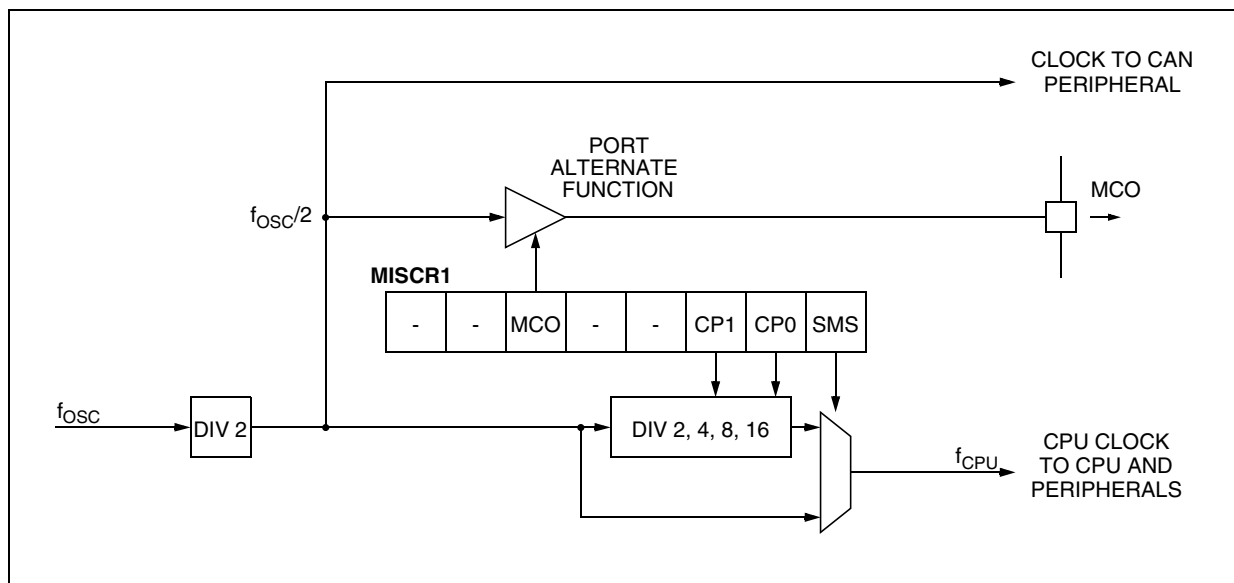 CLOCK TO CAN
PERIPHERAL
PORT
ALTERNATE
FUNCTION
MCO
fOSC/2
MISCR1
- - MCO - - CP1 CP0 SMS
fOSC
DIV 2
DIV 2, 4, 8, 16
fCPU
CPU CLOCK
TO CPU AND
PERIPHERALS